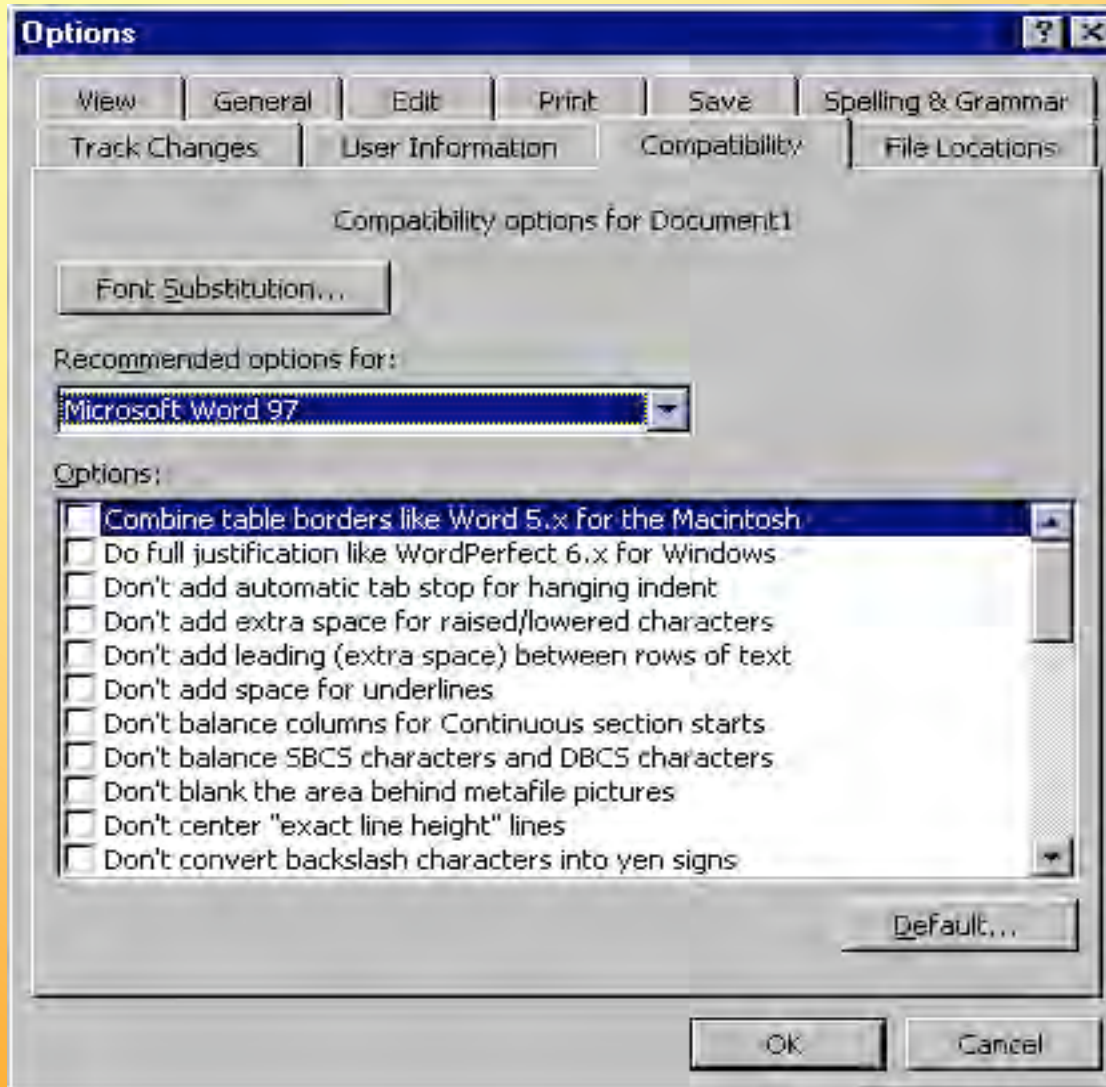 Options
View General Edit Print Save Spelling & Grammar
Track Changes User Information Compatibility File Locations
Compatibility options for Document1
Font Substitution...
Recommended options for:
Microsoft Word 97
Options:
Combine table borders like Word 5.x for the Macintosh
Do full justification like WordPerfect 6.x for Windows
Don't add automatic tab stop for hanging indent
Don't add extra space for raised/lowered characters
Don't add leading (extra space) between rows of text
Don't add space for underlines
Don't balance columns for Continuous section starts
Don't balance SBCS characters and DBCS characters
Don't blank the area behind metafile pictures
Don't center "exact line height" lines
Don't convert backslash characters into yen signs
Default...
OK Cancel